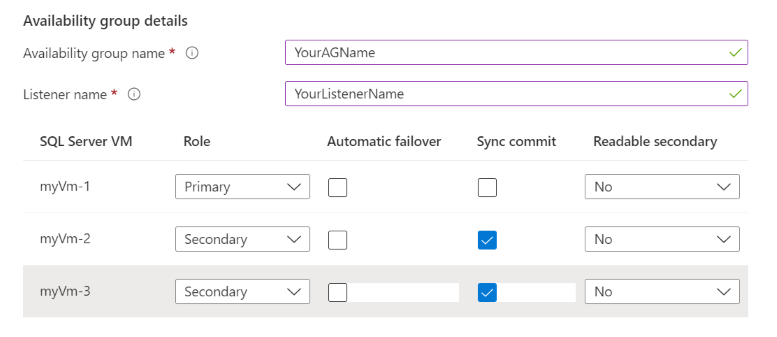 Availability group details
Availability group name * YourAGName
Listener name * YourListenerName
SQL Server VM Role Automatic failover Sync commit Readable secondary
myVm-1 Primary No
myVm-2 Secondary No
myVm-3 Secondary No